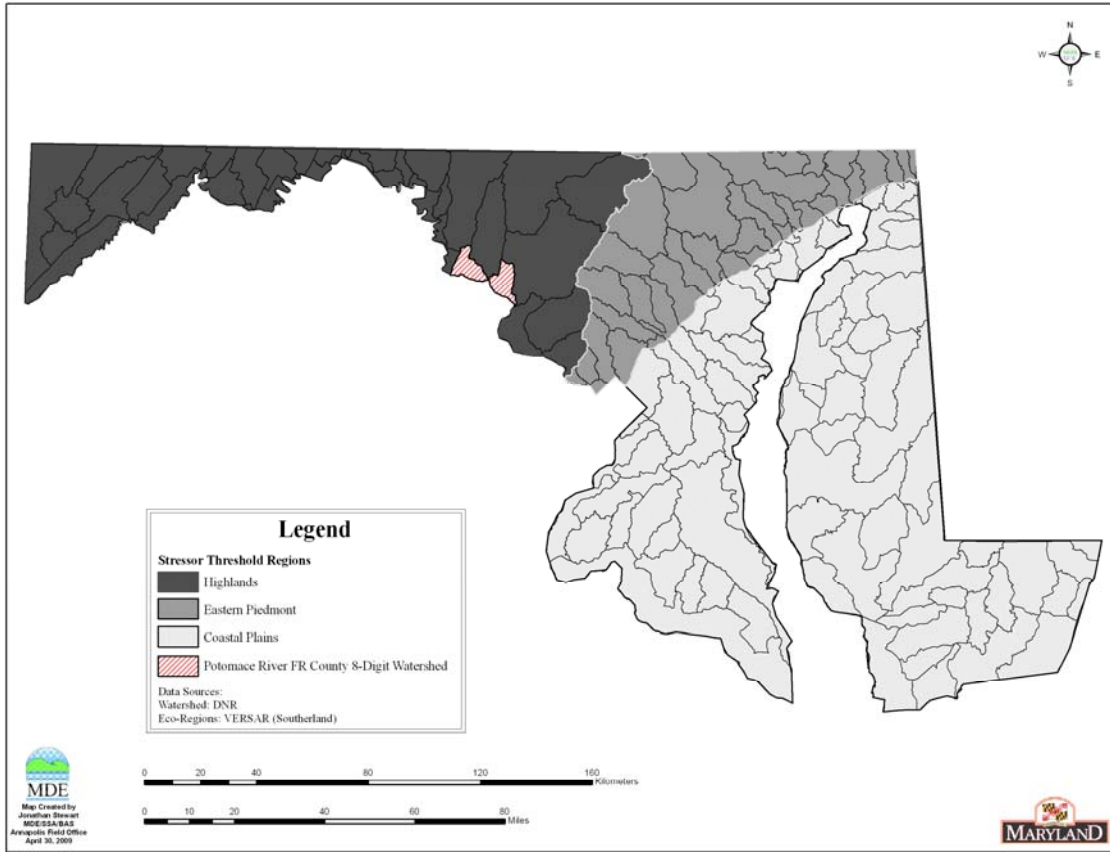 N
W E
S
Legend
Stressor Threshold Regions
Highlands
Eastern Piedmont
Coastal Plains
Potomace River FR County 8-Digit Watershed
Data Sources:
Watershed: DNR
Eco-Regions: VERSAR (Southerland)
0 20 40 80 120 160
Kilometers
0 10 20 40 60 80
Miles
MDE
Map Created by
Jonathan Stewart
MDE/SSA/BAS
Annapolis Field Office
April 30, 2009
MARYLAND